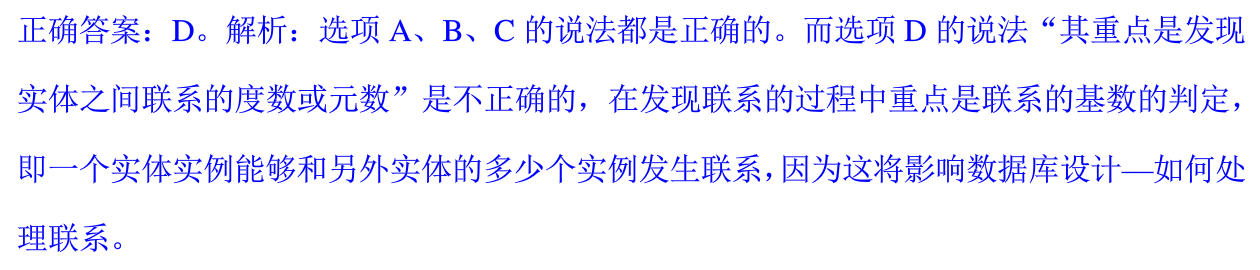 正确答案：D。解析：选项 A、B、C 的说法都是正确的。而选项 D 的说法“其重点是发现
实体之间联系的度数或元数”是不正确的，在发现联系的过程中重点是联系的基数的判定，
即一个实体实例能够和另外实体的多少个实例发生联系，因为这将影响数据库设计—如何处
理联系。